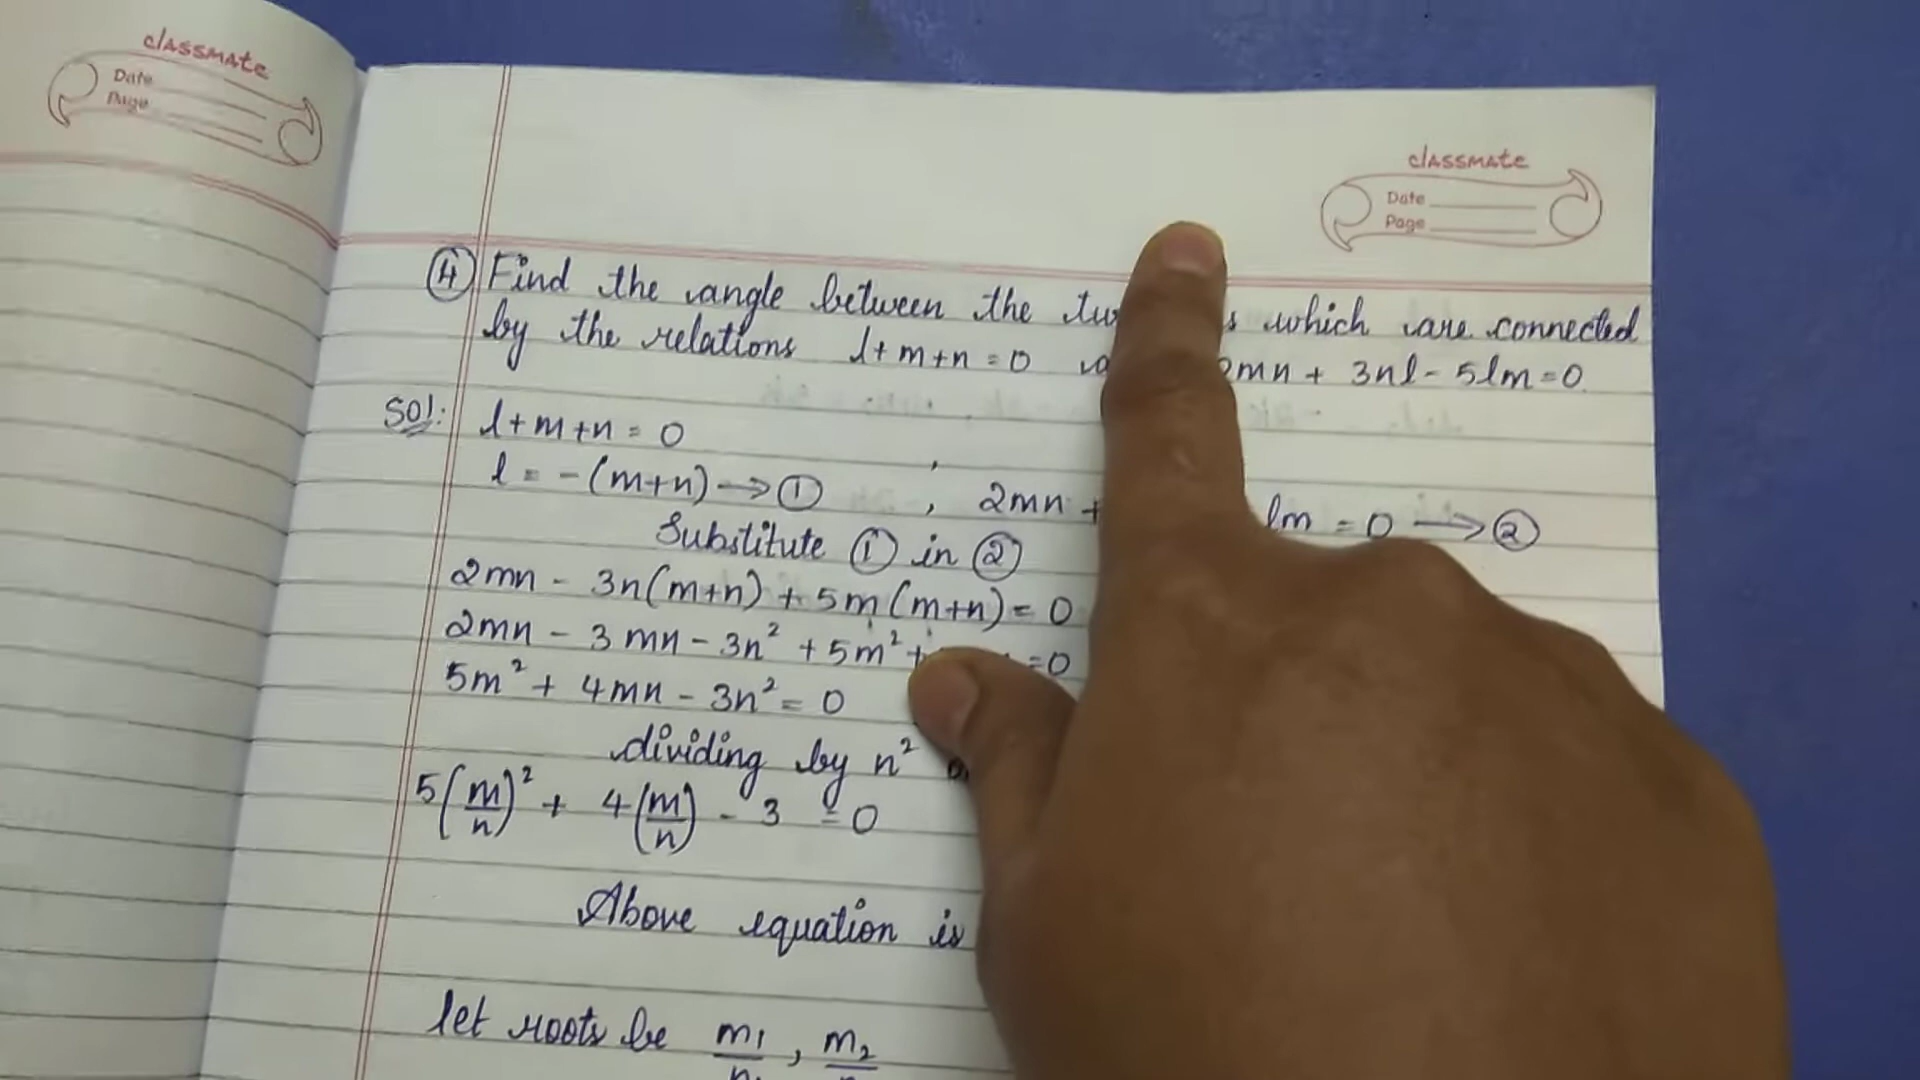 classmate
Date
Page
classmate
Date
Page
④ Find the angle between the which are connected
by the relations l+m+n=0 2mn + 3nl - 5lm=0.
Sol: l+m+n = 0
l = -(m+n) → ① , 2mn + lm = 0 → ②
Substitute ① in ②
2mn - 3n(m+n) + 5m(m+n) = 0
2mn - 3mn - 3n² + 5m² + =0
5m² + 4mn - 3n² = 0
dividing by n²
5(m/n)² + 4(m/n) - 3 = 0
Above equation is
let roots be m₁/n₁ , m₂